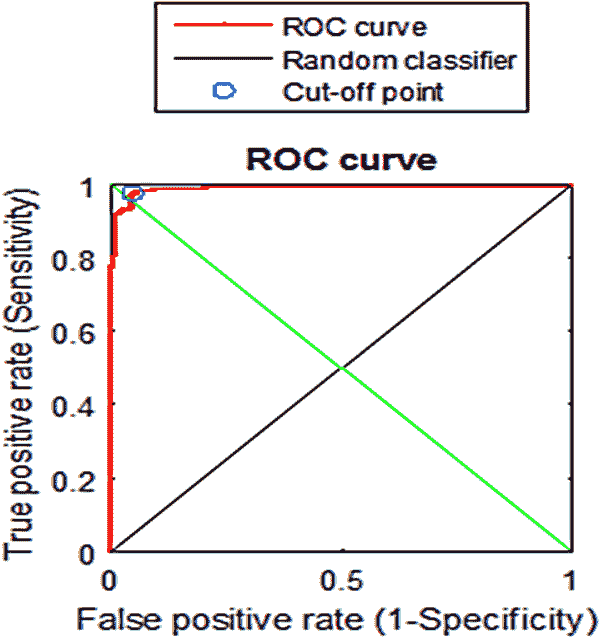 ROC curve
Random classifier
Cut-off point
ROC curve
True positive rate (Sensitivity)
1
0.8
0.6
0.4
0.2
0
0 0.5 1
False positive rate (1-Specificity)